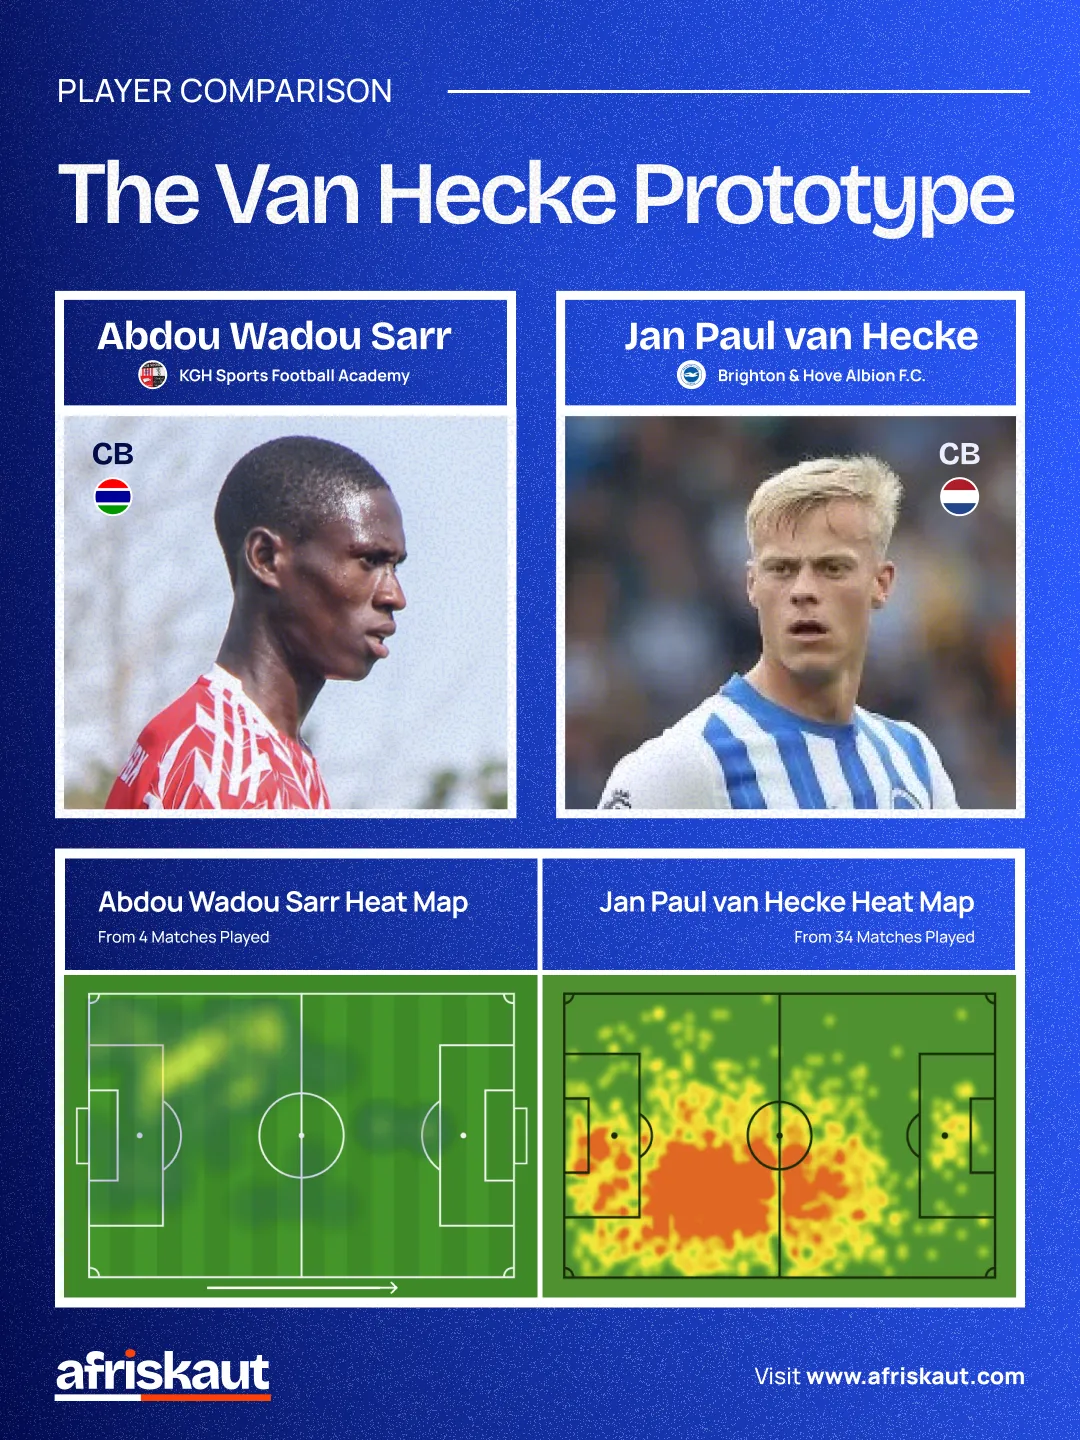 PLAYER COMPARISON
The Van Hecke Prototype
Abdou Wadou Sarr
KGH Sports Football Academy
CB
Jan Paul van Hecke
Brighton & Hove Albion F.C.
CB
Abdou Wadou Sarr Heat Map
From 4 Matches Played
Jan Paul van Hecke Heat Map
From 34 Matches Played
afriskaut
Visit www.afriskaut.com